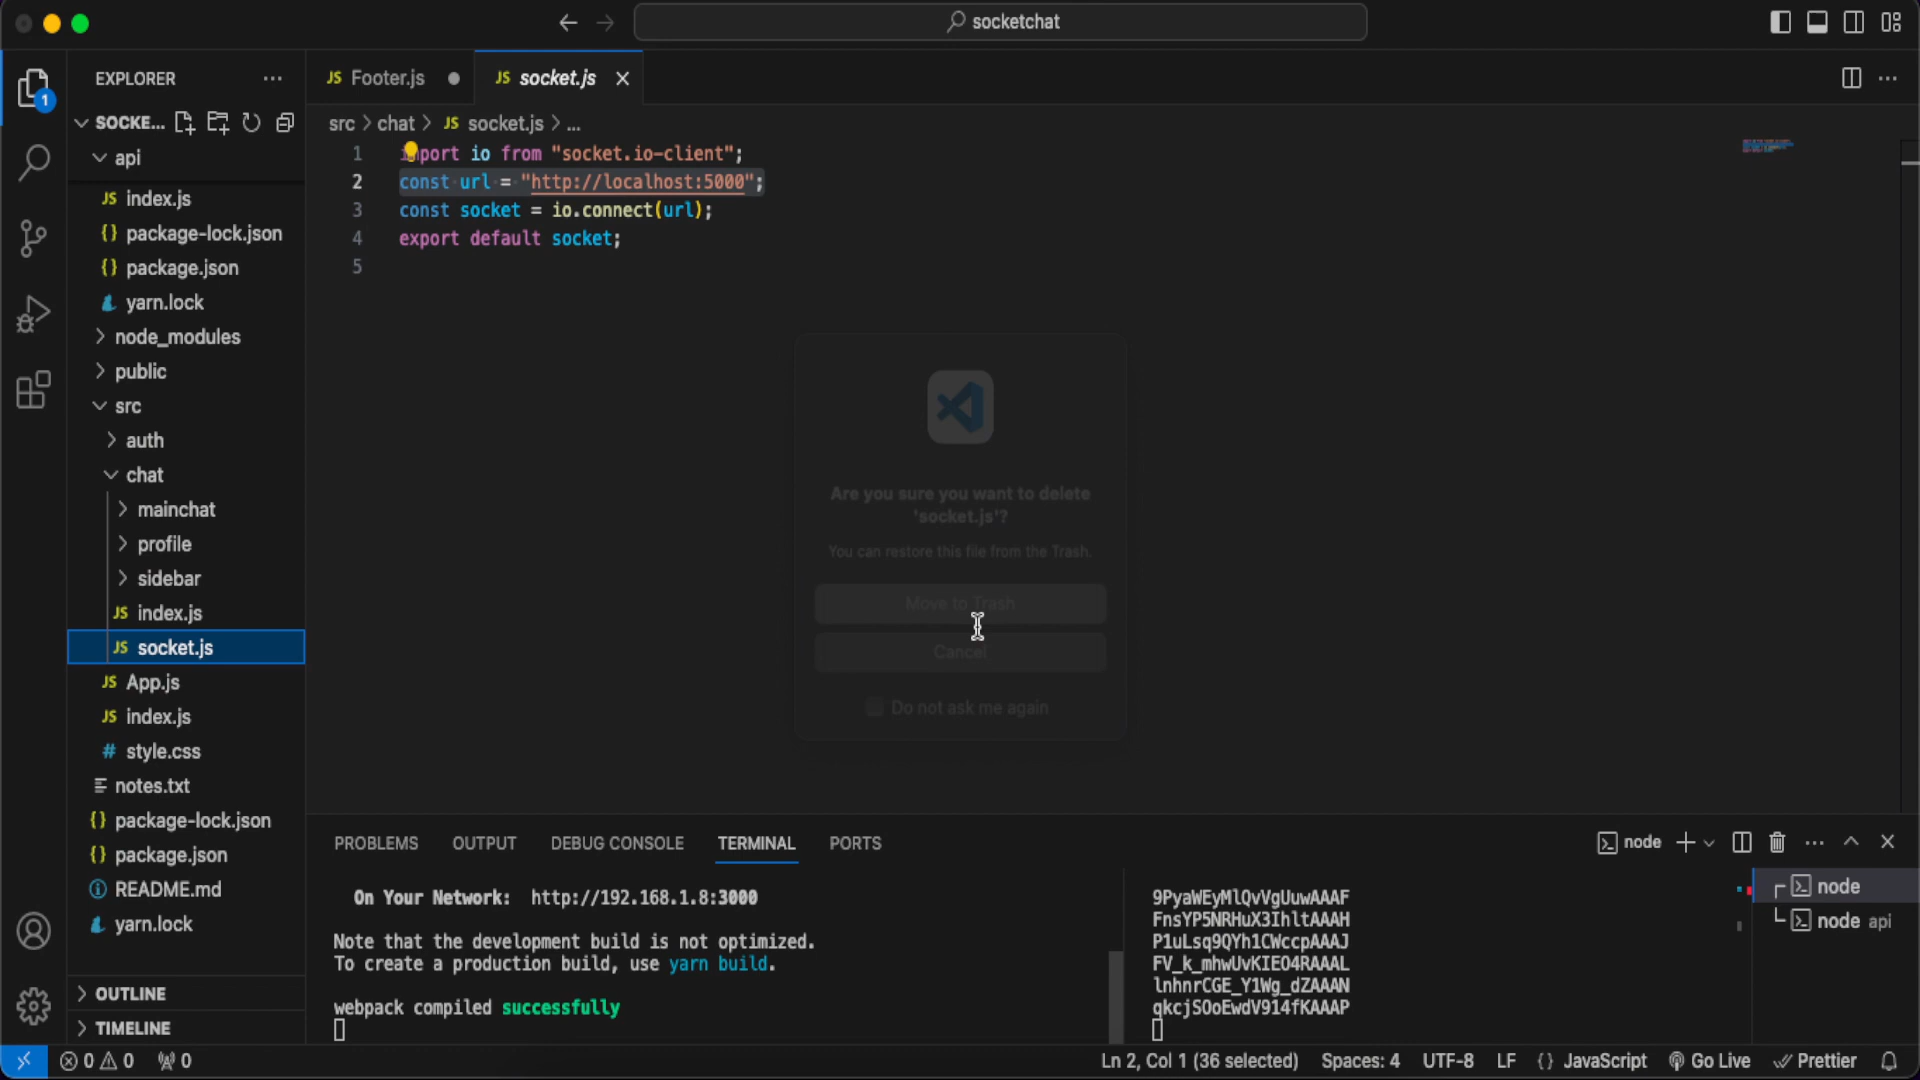 socketchat
EXPLORER
SOCKE...
api
JS index.js
{} package-lock.json
{} package.json
yarn.lock
node_modules
public
src
auth
chat
mainchat
profile
sidebar
JS index.js
JS socket.js
JS App.js
JS index.js
# style.css
notes.txt
{} package-lock.json
{} package.json
README.md
yarn.lock
OUTLINE
TIMELINE
1
JS Footer.js
JS socket.js
src > chat > JS socket.js > ...
1 import io from "socket.io-client";
2 const url = "http://localhost:5000";
3 const socket = io.connect(url);
4 export default socket;
5
Are you sure you want to delete
'socket.js'?
You can restore this file from the Trash.
Move to Trash
Cancel
Do not ask me again
PROBLEMS OUTPUT DEBUG CONSOLE TERMINAL PORTS
node
On Your Network: http://192.168.1.8:3000
Note that the development build is not optimized.
To create a production build, use yarn build.
webpack compiled successfully
9PyaWEyMlQvVgUuwAAAF
FnsYP5NRHuX3IhltAAAH
P1uLsq9QYh1CWccpAAAJ
FV_k_mhwUvKIEO4RAAAL
lnhnrCGE_Y1Wg_dZAAAN
qkcjSOoEwdV914fKAAAP
node
node api
0 0 0
Ln 2, Col 1 (36 selected) Spaces: 4 UTF-8 LF {} JavaScript Go Live Prettier